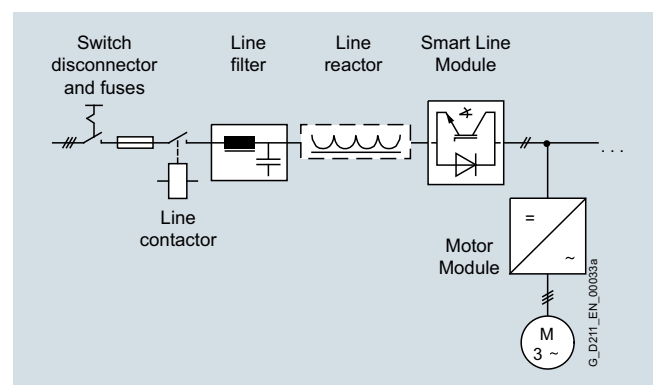 Switch
disconnector
and fuses
Line
filter
Line
reactor
Smart Line
Module
Line
contactor
=
~
Motor
Module
M
3 ~
. . .
G_D211_EN_00033a